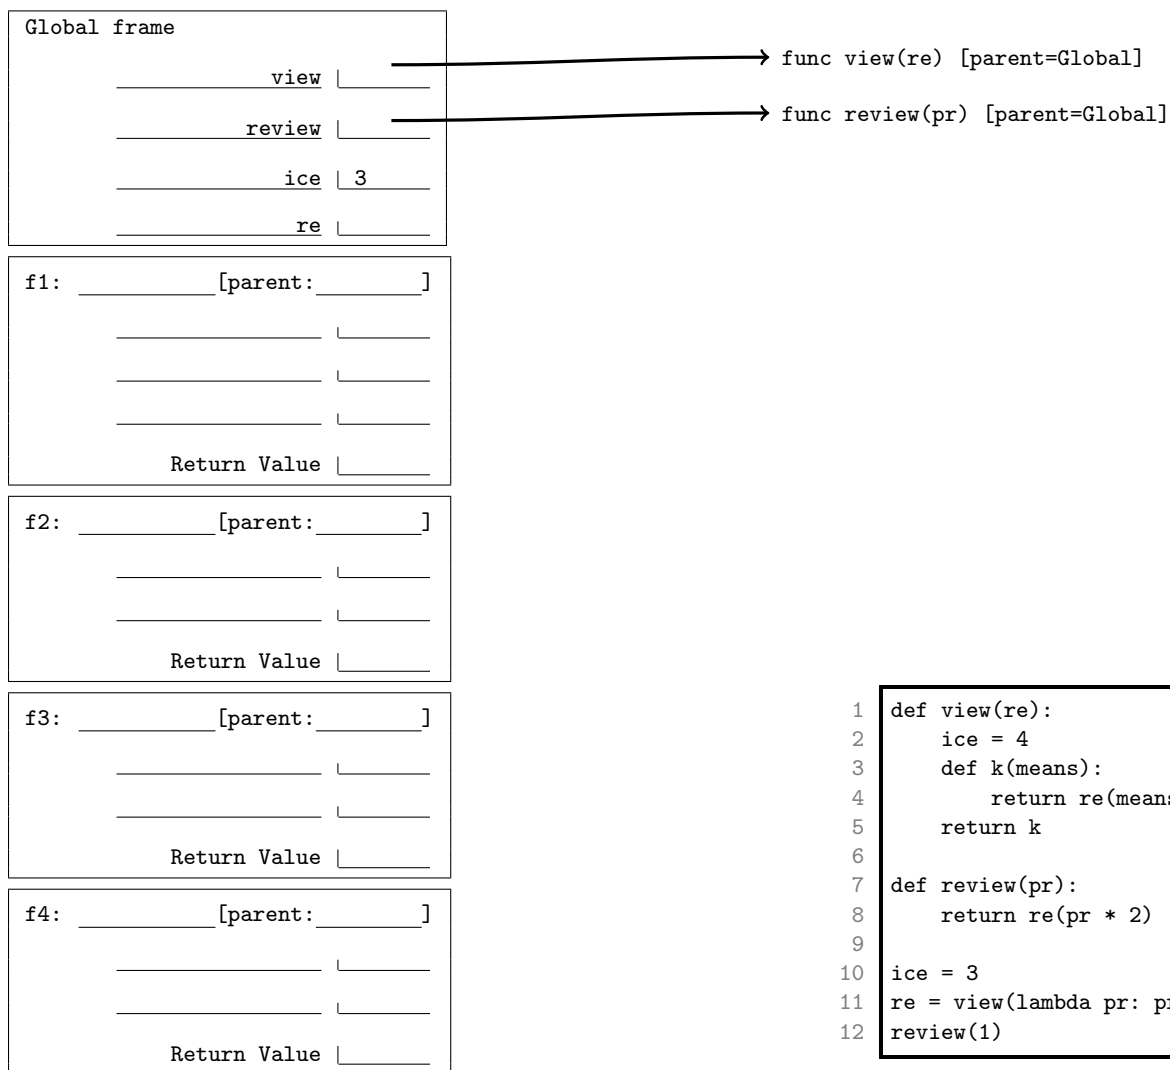 Global frame
view
func view(re) [parent=Global]
review
func review(pr) [parent=Global]
ice 3
re
f1: [parent: ]
Return Value
f2: [parent: ]
Return Value
f3: [parent: ]
Return Value
f4: [parent: ]
Return Value
1 def view(re):
2 ice = 4
3 def k(means):
4 return re(means
5 return k
6
7 def review(pr):
8 return re(pr * 2)
9
10 ice = 3
11 re = view(lambda pr: pr
12 review(1)